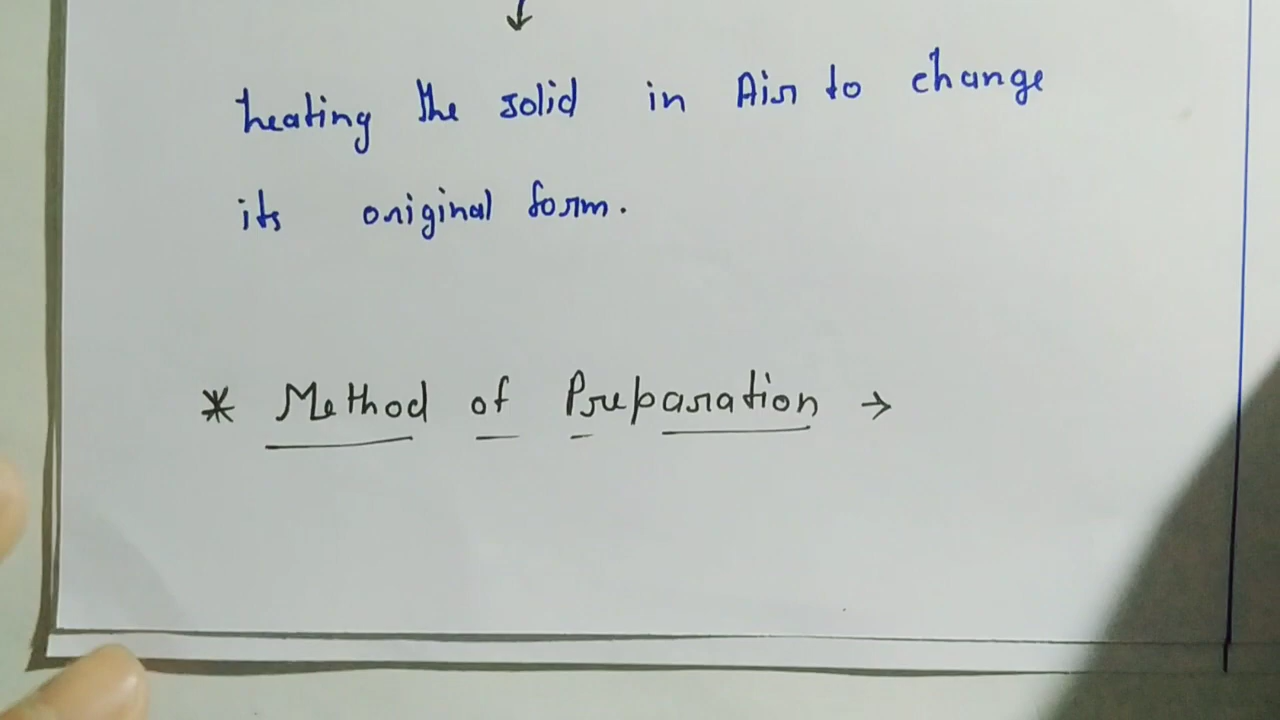 ↓
heating the solid in Air to change
its original form.
* Method of Preparation →